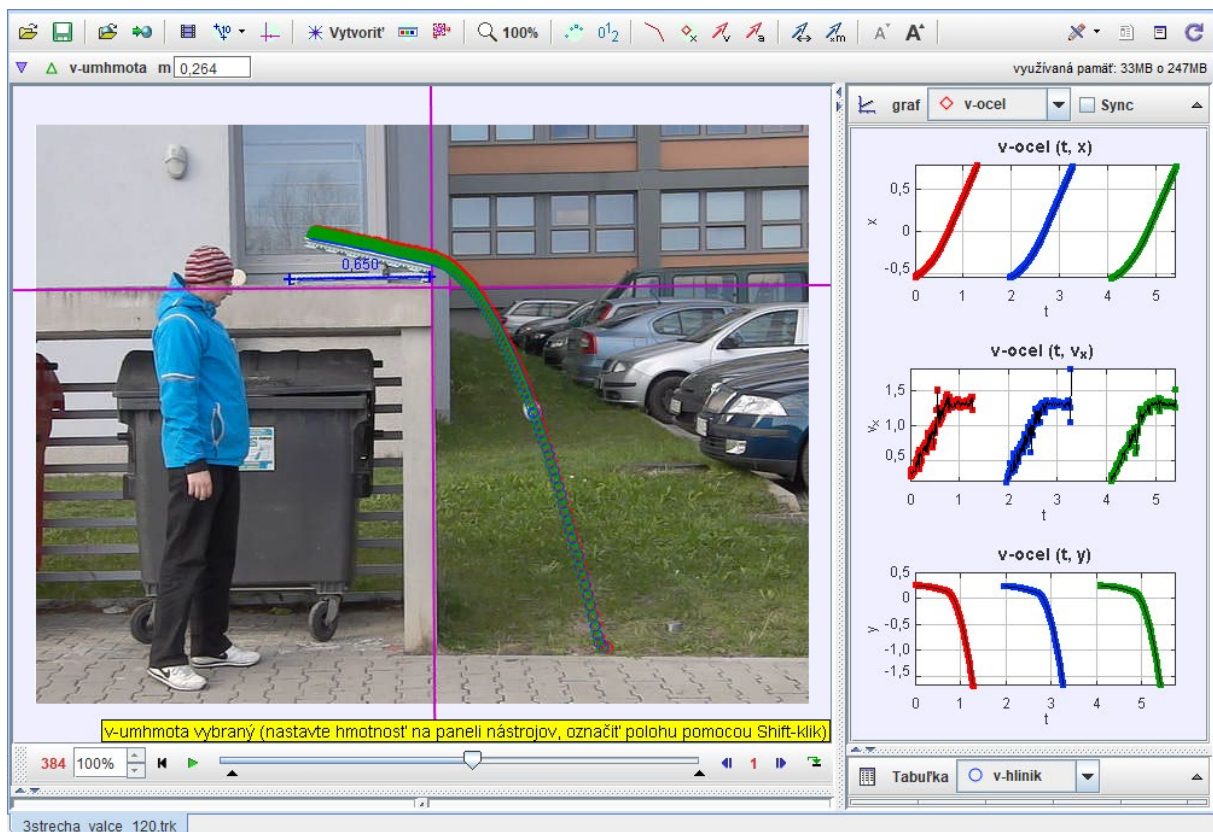 Vytvoriť 100% 0¹2
v-umhmota m 0,264 využívaná pamäť: 33MB o 247MB
graf v-ocel Sync
v-ocel (t, x)
0,5
0
-0,5
x
0 1 2 3 4 5
t
0,650
v-ocel (t, vx)
1,5
1,0
0,5
vx
0 1 2 3 4 5
t
v-ocel (t, y)
0,5
0
-0,5
-1,0
-1,5
y
0 1 2 3 4 5
t
v-umhmota vybraný (nastavte hmotnosť na paneli nástrojov, označiť polohu pomocou Shift-klik)
384 100% 1
Tabuľka v-hlinik
3strecha_valce_120.trk